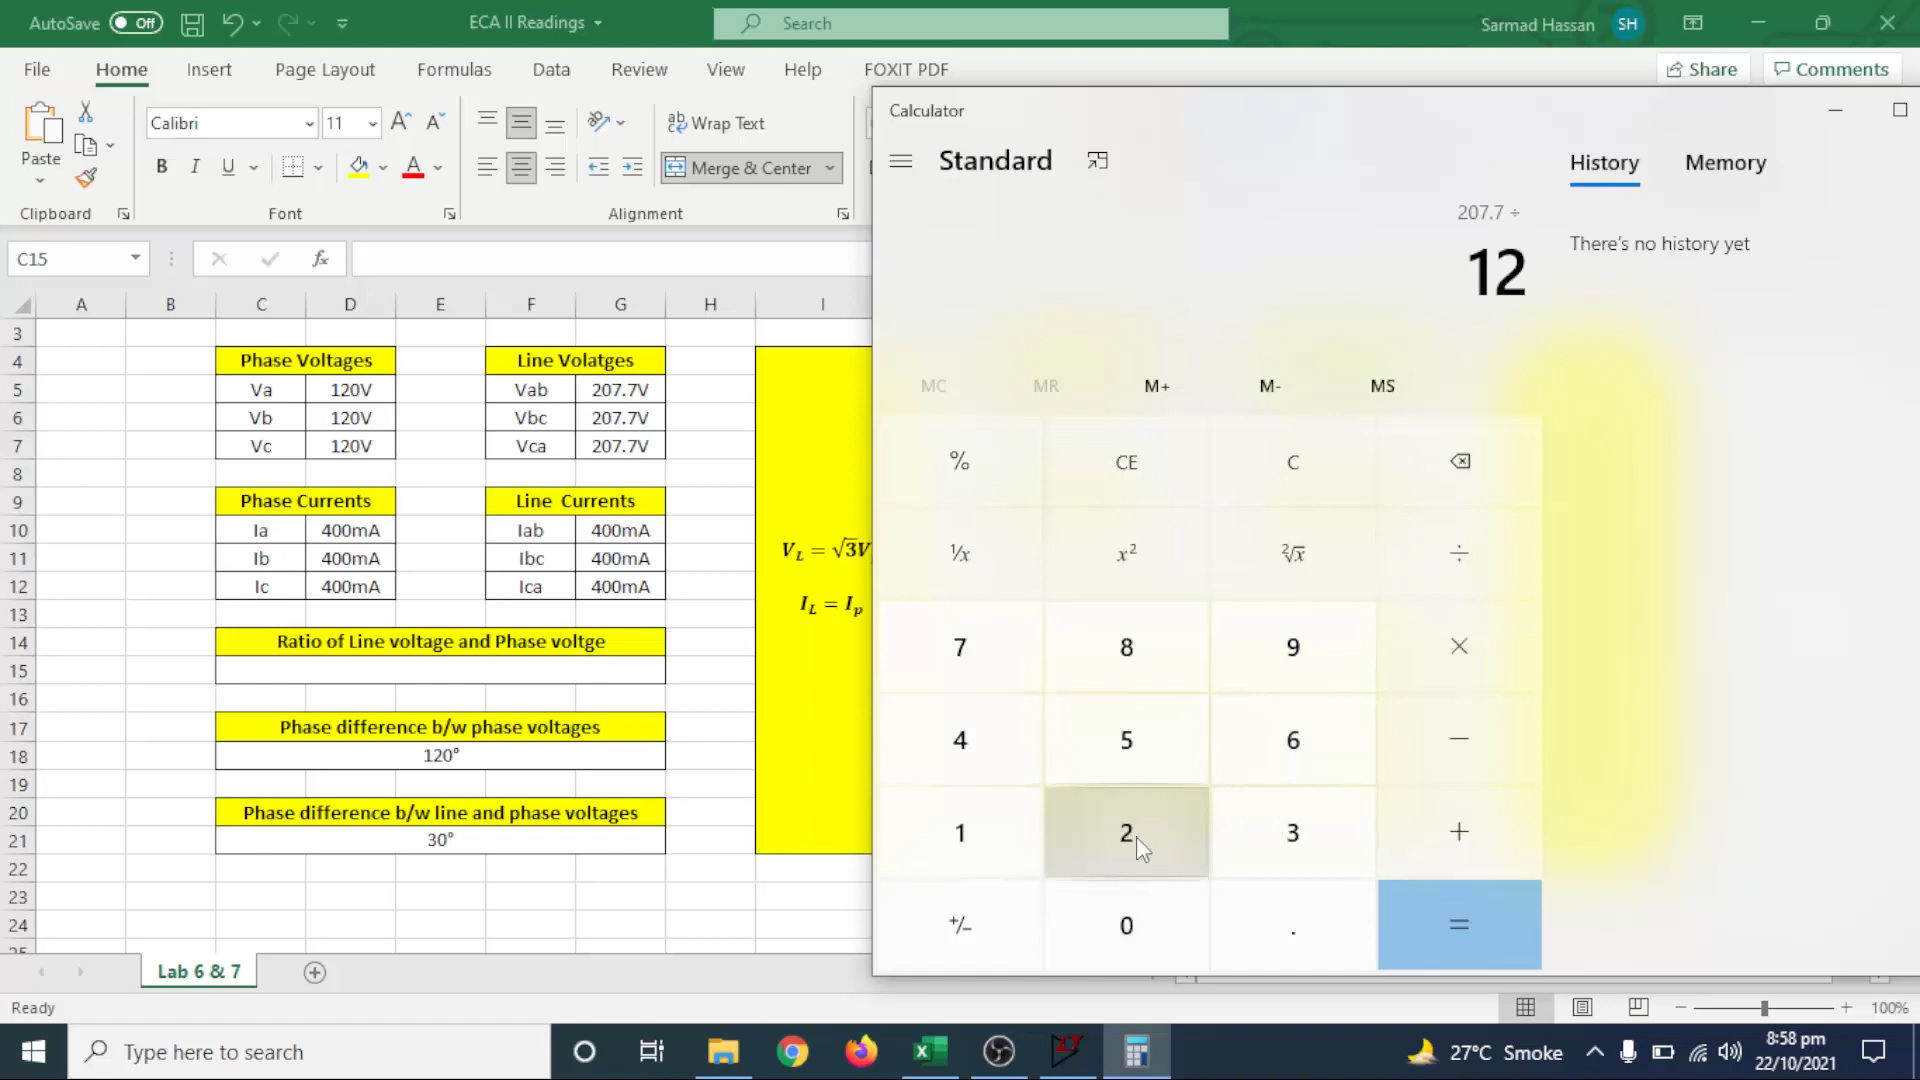 AutoSave Off ECA II Readings Search Sarmad Hassan SH
File Home Insert Page Layout Formulas Data Review View Help FOXIT PDF Share Comments
Calibri 11 Wrap Text
Paste B I U A Merge & Center
Clipboard Font Alignment
C15 fx
A B C D E F G H I
3
4 Phase Voltages Line Volatges
5 Va 120V Vab 207.7V
6 Vb 120V Vbc 207.7V
7 Vc 120V Vca 207.7V
8
9 Phase Currents Line Currents
10 Ia 400mA Iab 400mA
11 Ib 400mA Ibc 400mA
12 Ic 400mA Ica 400mA
13
14 Ratio of Line voltage and Phase voltge
15
16
17 Phase difference b/w phase voltages
18 120°
19
20 Phase difference b/w line and phase voltages
21 30°
22
23
24
25
V_L = √3V
I_L = I_p
Calculator
Standard History Memory
207.7 ÷
12
There's no history yet
MC MR M+ M- MS
% CE C
¹/x x² ²√x ÷
7 8 9 ×
4 5 6 −
1 2 3 +
+/− 0 . =
Lab 6 & 7
Ready 100%
Type here to search 27°C Smoke 8:58 pm
22/10/2021